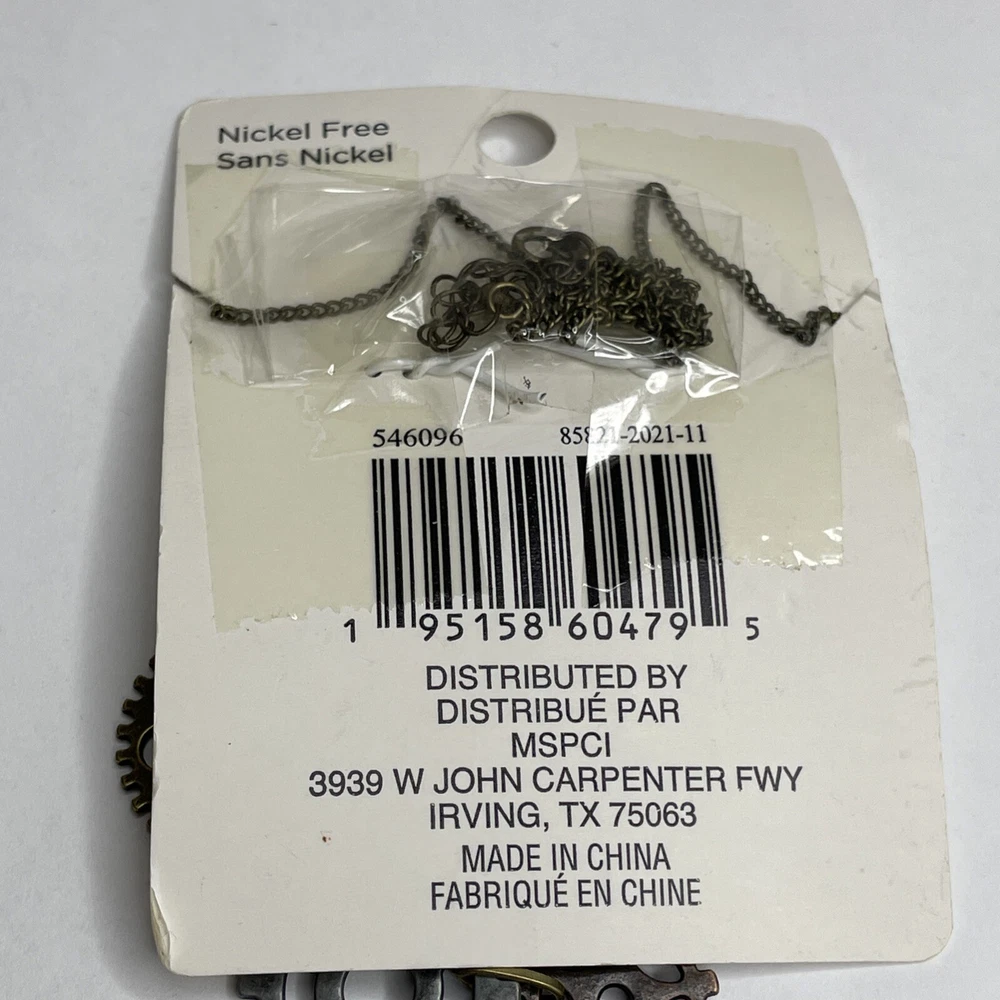 Nickel Free
Sans Nickel
546096 85821-2021-11
1 95158 60479 5
DISTRIBUTED BY
DISTRIBUÉ PAR
MSPCI
3939 W JOHN CARPENTER FWY
IRVING, TX 75063
MADE IN CHINA
FABRIQUÉ EN CHINE